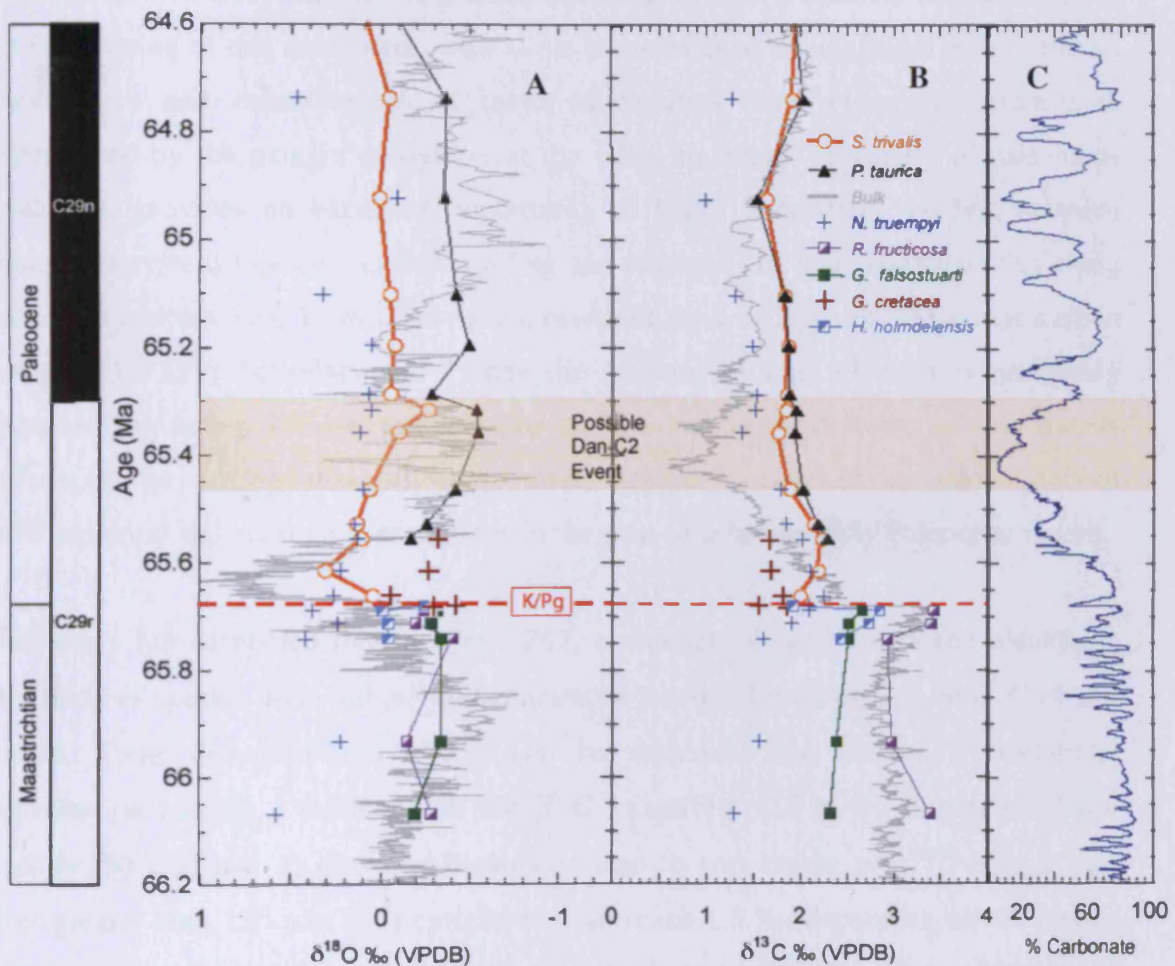 A
B
C
S. trivalis
P. taurica
Bulk
N. truempyi
R. fructicosa
G. falsostuarti
G. cretacea
H. holmdelensis
Possible
Dan-C2
Event
K/Pg
Paleocene
Maastrichtian
C29n
C29r
Age (Ma)
64.6
64.8
65
65.2
65.4
65.6
65.8
66
66.2
1
0
-1
0
1
2
3
4
20
60
100
δ¹⁸O ‰ (VPDB)
δ¹³C ‰ (VPDB)
% Carbonate